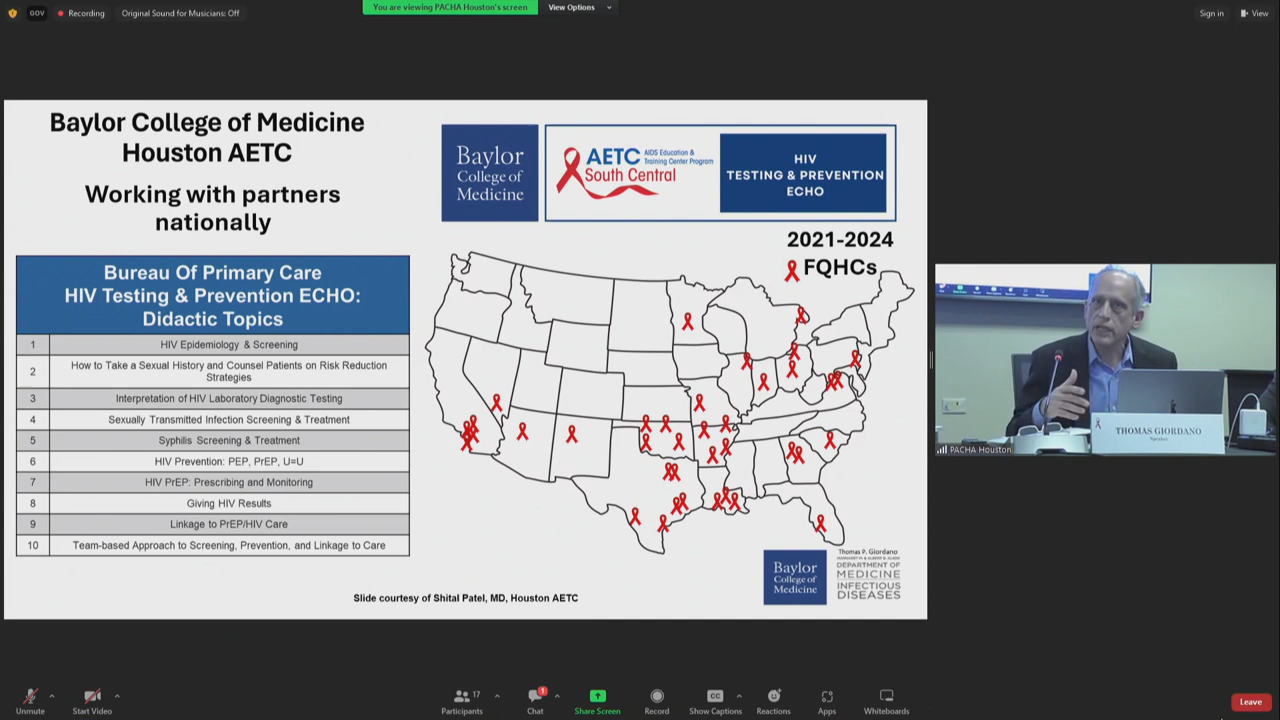 GOV
Recording
Original Sound for Musicians: Off
You are viewing PACHA Houston's screen
View Options
Sign in
View
Baylor College of Medicine
Houston AETC
Working with partners
nationally
Bureau Of Primary Care
HIV Testing & Prevention ECHO:
Didactic Topics
1 HIV Epidemiology & Screening
2 How to Take a Sexual History and Counsel Patients on Risk Reduction
Strategies
3 Interpretation of HIV Laboratory Diagnostic Testing
4 Sexually Transmitted Infection Screening & Treatment
5 Syphilis Screening & Treatment
6 HIV Prevention: PEP, PrEP, U=U
7 HIV PrEP: Prescribing and Monitoring
8 Giving HIV Results
9 Linkage to PrEP/HIV Care
10 Team-based Approach to Screening, Prevention, and Linkage to Care
Baylor
College of
Medicine
AETC AIDS Education &
Training Center Program
South Central
HIV
TESTING & PREVENTION
ECHO
2021-2024
FQHCs
Baylor
College of
Medicine
Thomas P. Giordano
DEPARTMENT OF
MEDICINE
INFECTIOUS
DISEASES
Slide courtesy of Shital Patel, MD, Houston AETC
THOMAS GIORDANO
PACHA Houston
Unmute
Start Video
17
Participants
1
Chat
Share Screen
Record
CC
Show Captions
Reactions
Apps
Whiteboards
Leave